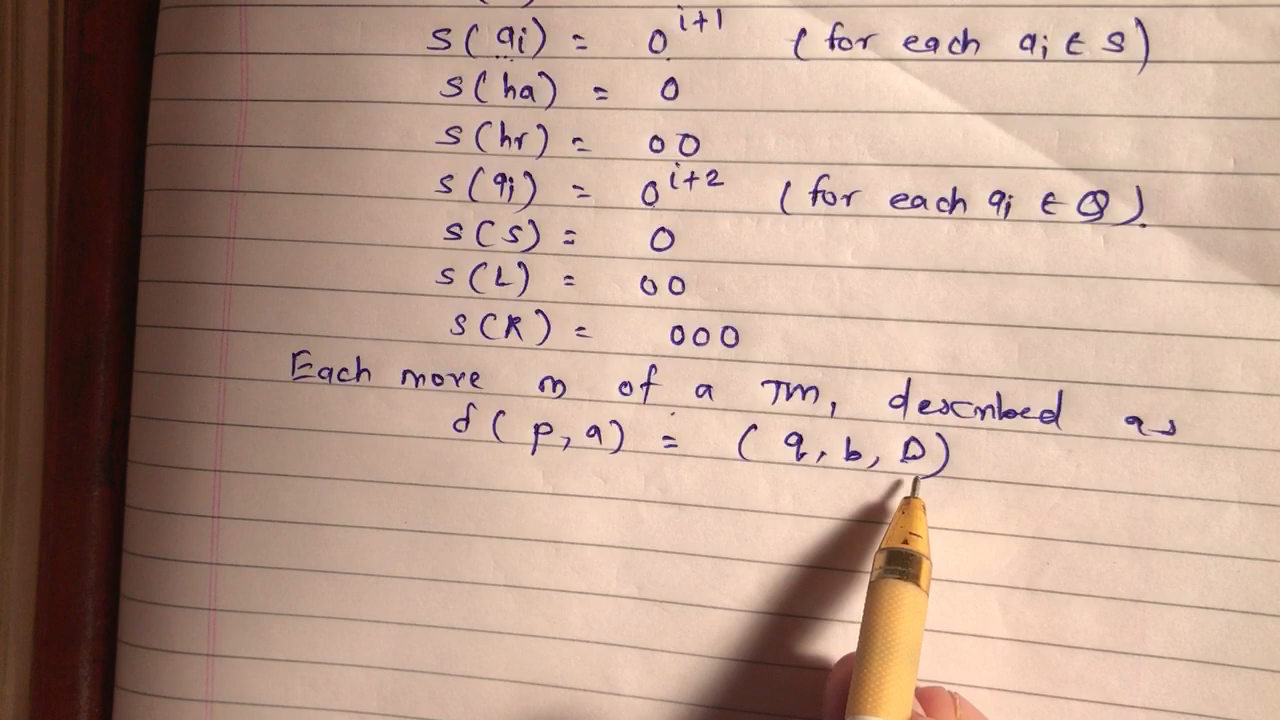 s(ai) = 0^{i+1} (for each ai ∈ S)
s(ha) = 0
s(hr) = 00
s(qi) = 0^{i+2} (for each qi ∈ Q).
s(S) = 0
s(L) = 00
s(R) = 000
Each move m of a TM, described as
δ(p, a) = (q, b, D)